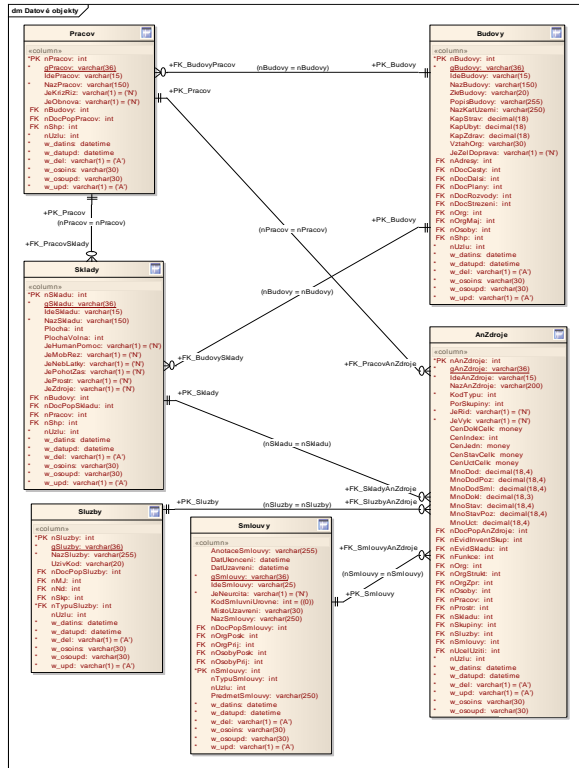 dm Datové objekty
Pracov
«column»
*PK nPracov: int
* gPracov: varchar(36)
IdePracov: varchar(15)
* NazPracov: varchar(150)
JeKrizRiz: varchar(1) = ('N')
JeObnova: varchar(1) = ('N')
FK nBudovy: int
FK nDocPopPracov: int
FK nShp: int
* nUzlu: int
* w_datins: datetime
* w_datupd: datetime
* w_del: varchar(1) = ('A')
* w_osoins: varchar(30)
* w_osoupd: varchar(30)
* w_upd: varchar(1) = ('A')
+FK_BudovyPracov
(nBudovy = nBudovy)
+PK_Budovy
+PK_Pracov
Budovy
«column»
*PK nBudovy: int
* gBudovy: varchar(36)
IdeBudovy: varchar(15)
NazBudovy: varchar(150)
ZkrBudovy: varchar(20)
PopisBudovy: varchar(255)
NazKatUzemi: varchar(250)
KapStrav: decimal(18)
KapUbyt: decimal(18)
KapZdrav: decimal(18)
VztahOrg: varchar(30)
JeZelDoprava: varchar(1) = ('N')
FK nAdresy: int
FK nDocCesty: int
FK nDocDalsi: int
FK nDocPlany: int
FK nDocRozvody: int
FK nDocStrezeni: int
FK nOrg: int
FK nOrgMaj: int
FK nOsoby: int
FK nShp: int
* nUzlu: int
* w_datins: datetime
* w_datupd: datetime
* w_del: varchar(1) = ('A')
* w_osoins: varchar(30)
* w_osoupd: varchar(30)
* w_upd: varchar(1) = ('A')
+PK_Pracov
(nPracov = nPracov)
+FK_PracovSklady
(nPracov = nPracov)
+PK_Budovy
(nBudovy = nBudovy)
+FK_BudovySklady
+FK_PracovAnZdroje
Sklady
«column»
*PK nSkladu: int
* gSkladu: varchar(36)
IdeSkladu: varchar(15)
* NazSkladu: varchar(150)
Plocha: int
PlochaVolna: int
JeHumanPomoc: varchar(1) = ('N')
JeMobRez: varchar(1) = ('N')
JeNebLatky: varchar(1) = ('N')
JePohotZas: varchar(1) = ('N')
JeProstr: varchar(1) = ('N')
JeZdroje: varchar(1) = ('N')
FK nBudovy: int
FK nDocPopSkladu: int
FK nPracov: int
FK nShp: int
* nUzlu: int
* w_datins: datetime
* w_datupd: datetime
* w_del: varchar(1) = ('A')
* w_osoins: varchar(30)
* w_osoupd: varchar(30)
* w_upd: varchar(1) = ('A')
+PK_Sklady
(nSkladu = nSkladu)
+FK_SkladyAnZdroje
AnZdroje
«column»
*PK nAnZdroje: int
* gAnZdroje: varchar(36)
IdeAnZdroje: varchar(15)
NazAnZdroje: varchar(200)
* KodTypu: int
PorSkupiny: int
* JeRid: varchar(1) = ('N')
* JeVyk: varchar(1) = ('N')
CenDoklCelk: money
CenIndex: int
CenJedn: money
CenStavCelk: money
CenUctCelk: money
MnoDod: decimal(18,4)
MnoDodPoz: decimal(18,4)
MnoDodSml: decimal(18,4)
MnoDokl: decimal(18,3)
MnoStav: decimal(18,4)
MnoStavPoz: decimal(18,4)
MnoUct: decimal(18,4)
FK nDocPopAnZdroje: int
FK nEvidInventSkup: int
FK nEvidSkladu: int
FK nFunkce: int
FK nOrg: int
FK nOrgStrukt: int
FK nOrgZpr: int
FK nOsoby: int
FK nPracov: int
FK nProstr: int
FK nSkladu: int
FK nSkupiny: int
FK nSluzby: int
FK nSmlouvy: int
FK nUcelUziti: int
* nUzlu: int
* w_datins: datetime
* w_datupd: datetime
* w_del: varchar(1) = ('A')
* w_upd: varchar(1) = ('A')
* w_osoins: varchar(30)
* w_osoupd: varchar(30)
+PK_Sluzby
(nSluzby = nSluzby)
+FK_SluzbyAnZdroje
Sluzby
«column»
*PK nSluzby: int
* gSluzby: varchar(36)
* NazSluzby: varchar(255)
UzivKod: varchar(20)
FK nDocPopSluzby: int
FK nMJ: int
FK nNd: int
FK nSkp: int
*FK nTypuSluzby: int
nUzlu: int
* w_datins: datetime
* w_datupd: datetime
* w_del: varchar(1) = ('A')
* w_osoins: varchar(30)
* w_osoupd: varchar(30)
* w_upd: varchar(1) = ('A')
Smlouvy
«column»
AnotaceSmlouvy: varchar(255)
DatUkonceni: datetime
DatUzavreni: datetime
* gSmlouvy: varchar(36)
IdeSmlouvy: varchar(25)
* JeNeurcita: varchar(1) = ('N')
KodSmluvniUrovne: int = ((0))
MistoUzavreni: varchar(30)
NazSmlouvy: varchar(250)
FK nDocPopSmlouvy: int
FK nOrgPosk: int
FK nOrgPrij: int
FK nOsobyPosk: int
FK nOsobyPrij: int
*PK nSmlouvy: int
nTypuSmlouvy: int
* nUzlu: int
PredmetSmlouvy: varchar(250)
* w_datins: datetime
* w_datupd: datetime
* w_del: varchar(1) = ('A')
* w_osoins: varchar(30)
* w_osoupd: varchar(30)
* w_upd: varchar(1) = ('A')
+FK_SmlouvyAnZdroje
(nSmlouvy = nSmlouvy)
+PK_Smlouvy